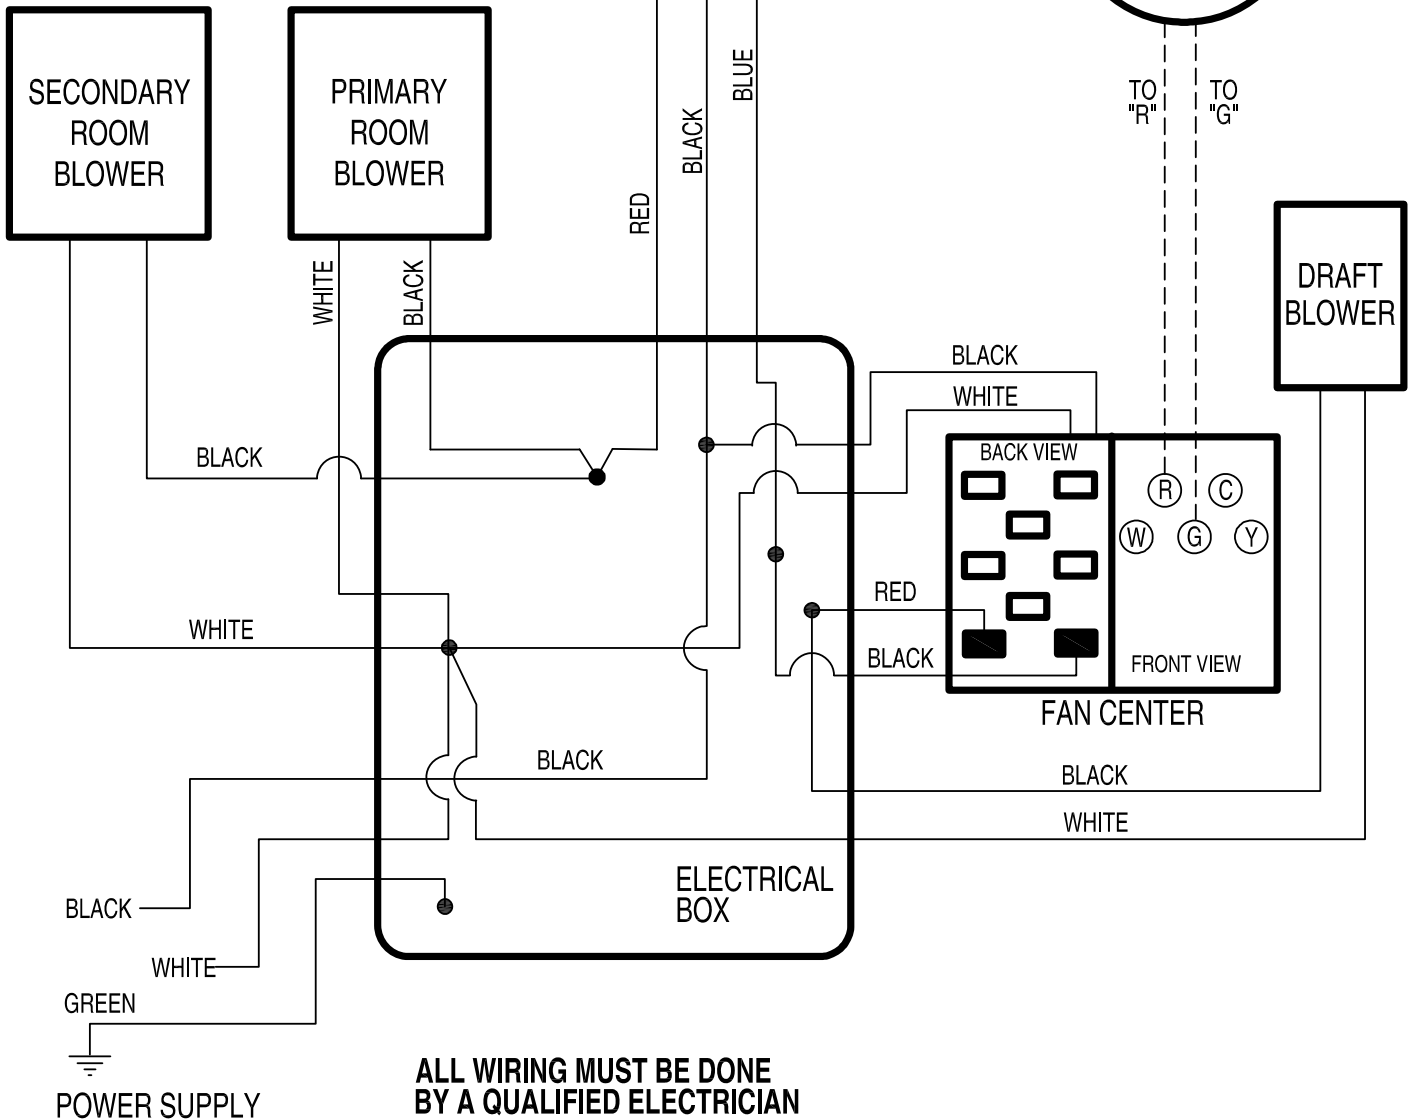 SECONDARY
ROOM
BLOWER
PRIMARY
ROOM
BLOWER
RED
BLACK
BLUE
TO
"R"
TO
"G"
DRAFT
BLOWER
WHITE
BLACK
BLACK
WHITE
BLACK
BACK VIEW
R
C
W
G
Y
RED
WHITE
BLACK
FRONT VIEW
FAN CENTER
BLACK
BLACK
WHITE
ELECTRICAL
BOX
BLACK
WHITE
GREEN
POWER SUPPLY
ALL WIRING MUST BE DONE
BY A QUALIFIED ELECTRICIAN